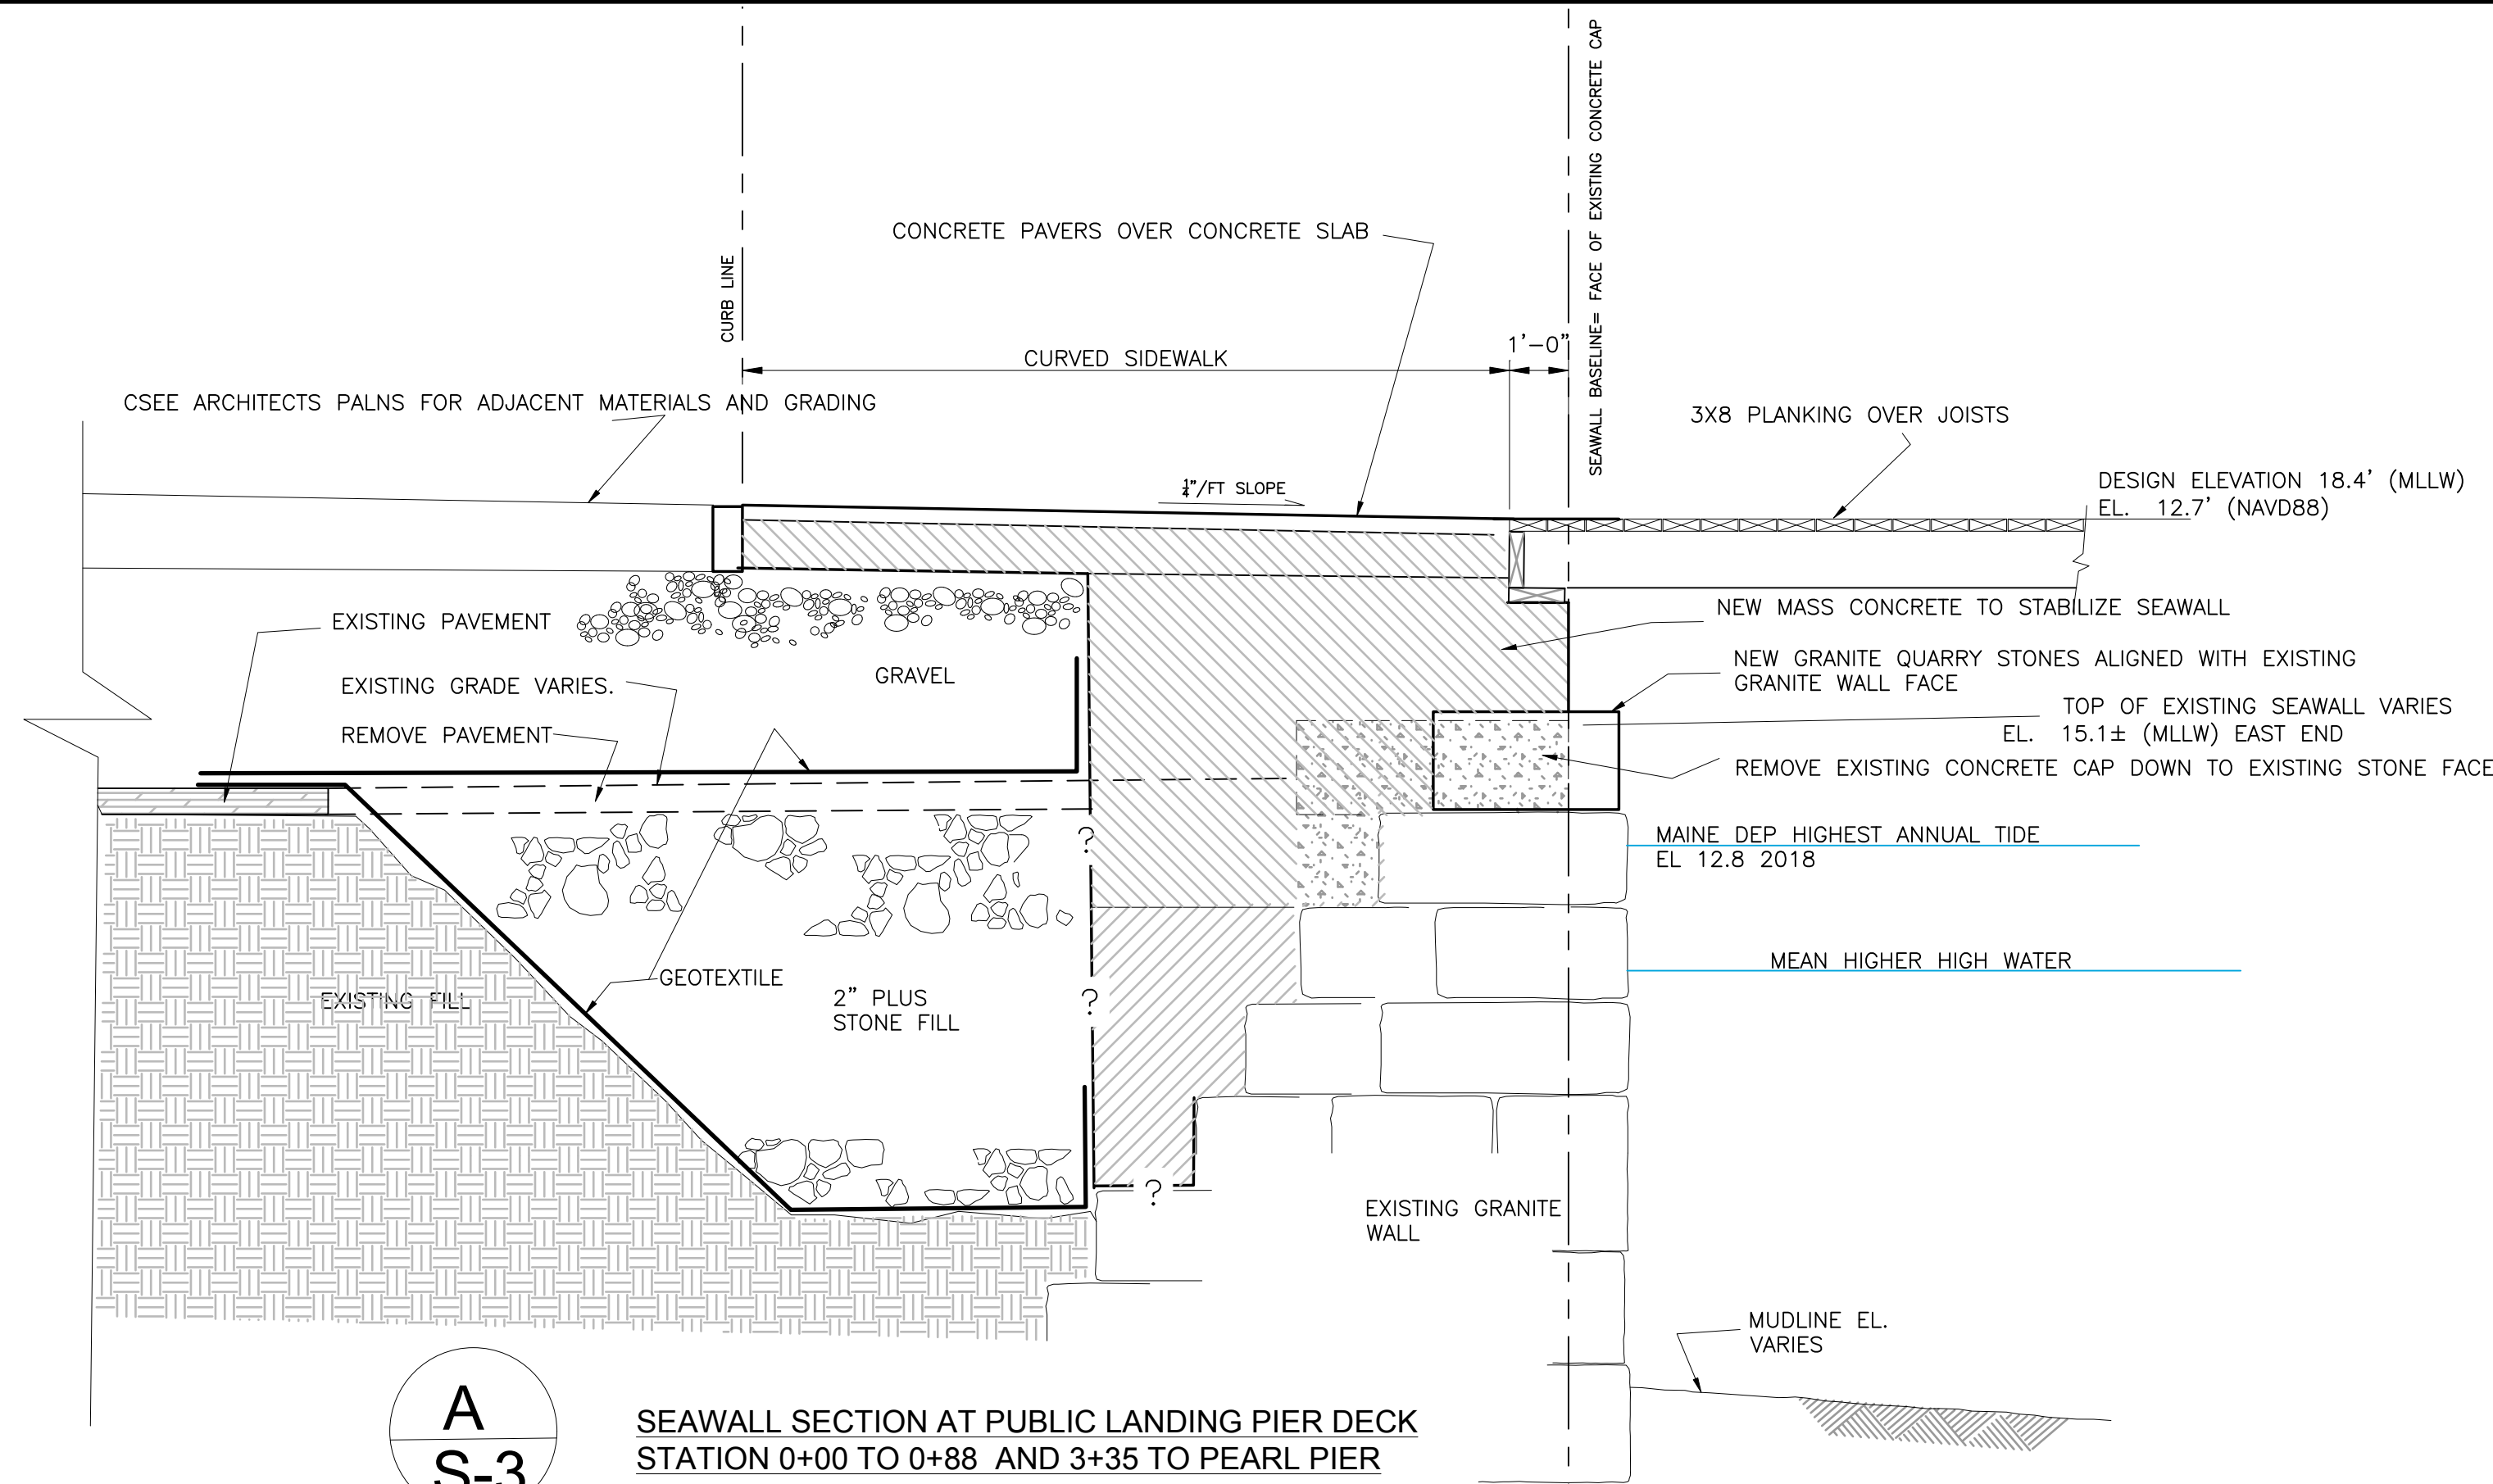 SEAWALL BASELINE= FACE OF EXISTING CONCRETE CAP
CURB LINE
CONCRETE PAVERS OVER CONCRETE SLAB
1'-0"
CURVED SIDEWALK
CSEE ARCHITECTS PALNS FOR ADJACENT MATERIALS AND GRADING
3X8 PLANKING OVER JOISTS
1/4"/FT SLOPE
DESIGN ELEVATION 18.4' (MLLW)
EL. 12.7' (NAVD88)
EXISTING PAVEMENT
NEW MASS CONCRETE TO STABILIZE SEAWALL
EXISTING GRADE VARIES.
GRAVEL
NEW GRANITE QUARRY STONES ALIGNED WITH EXISTING
GRANITE WALL FACE
REMOVE PAVEMENT
TOP OF EXISTING SEAWALL VARIES
EL. 15.1± (MLLW) EAST END
REMOVE EXISTING CONCRETE CAP DOWN TO EXISTING STONE FACE
?
MAINE DEP HIGHEST ANNUAL TIDE
EL 12.8 2018
MEAN HIGHER HIGH WATER
GEOTEXTILE
EXISTING FILL
2" PLUS
STONE FILL
?
?
EXISTING GRANITE
WALL
MUDLINE EL.
VARIES
A
S-3
SEAWALL SECTION AT PUBLIC LANDING PIER DECK
STATION 0+00 TO 0+88 AND 3+35 TO PEARL PIER